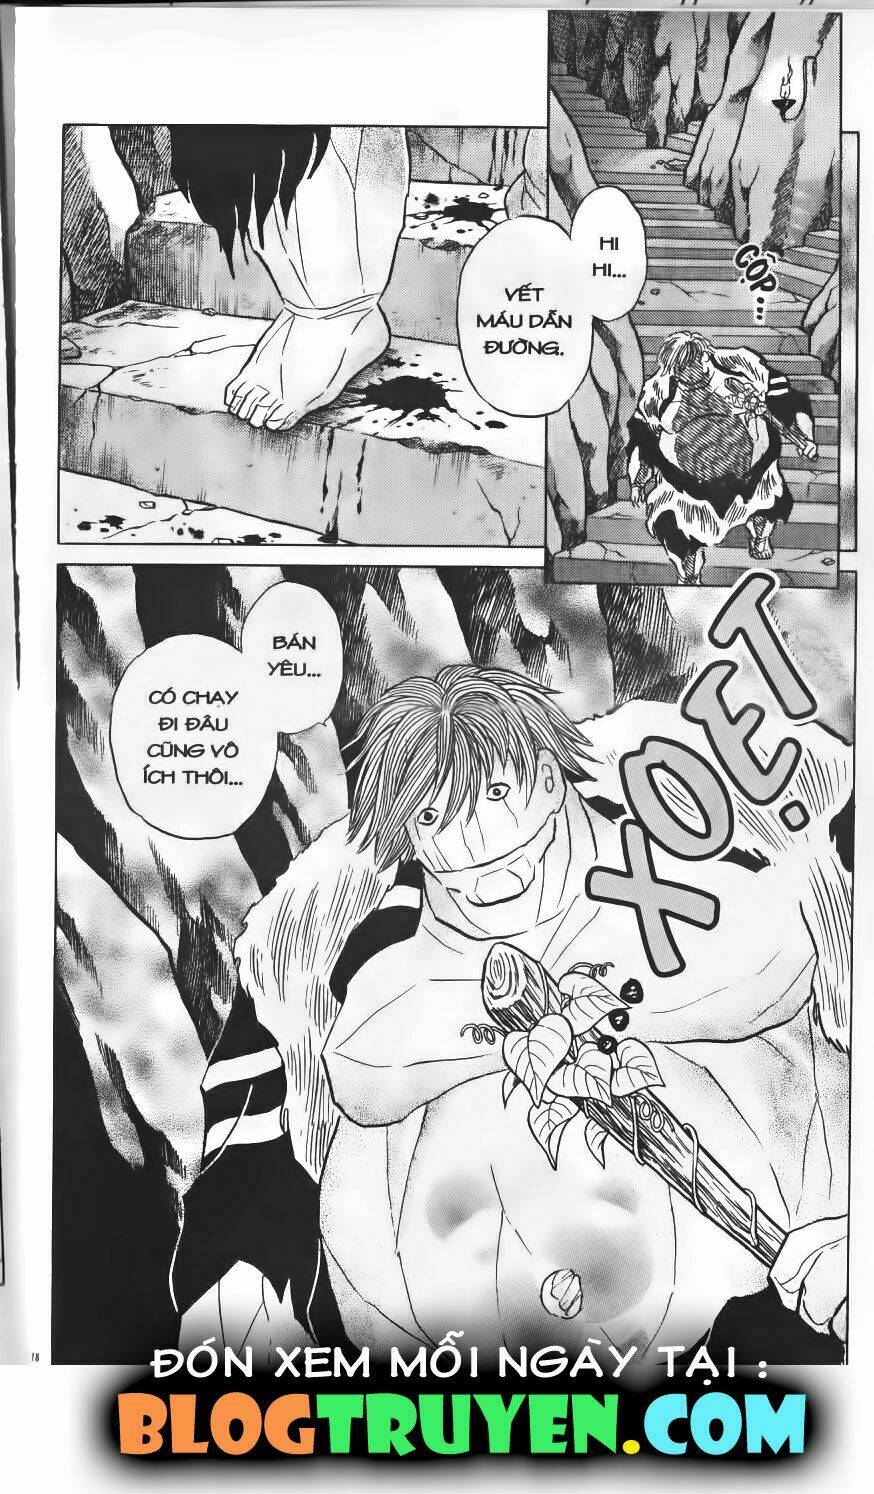 HI
HI...
VẾT
MÁU DẪN
ĐƯỜNG.
CỘP...
BÁN
YÊU...
CÓ CHẠY
ĐI ĐÂU
CŨNG VÔ
ÍCH THÔI...
XOẸT
18
ĐÓN XEM MỖI NGÀY TẠI :
BLOGTRUYEN.COM